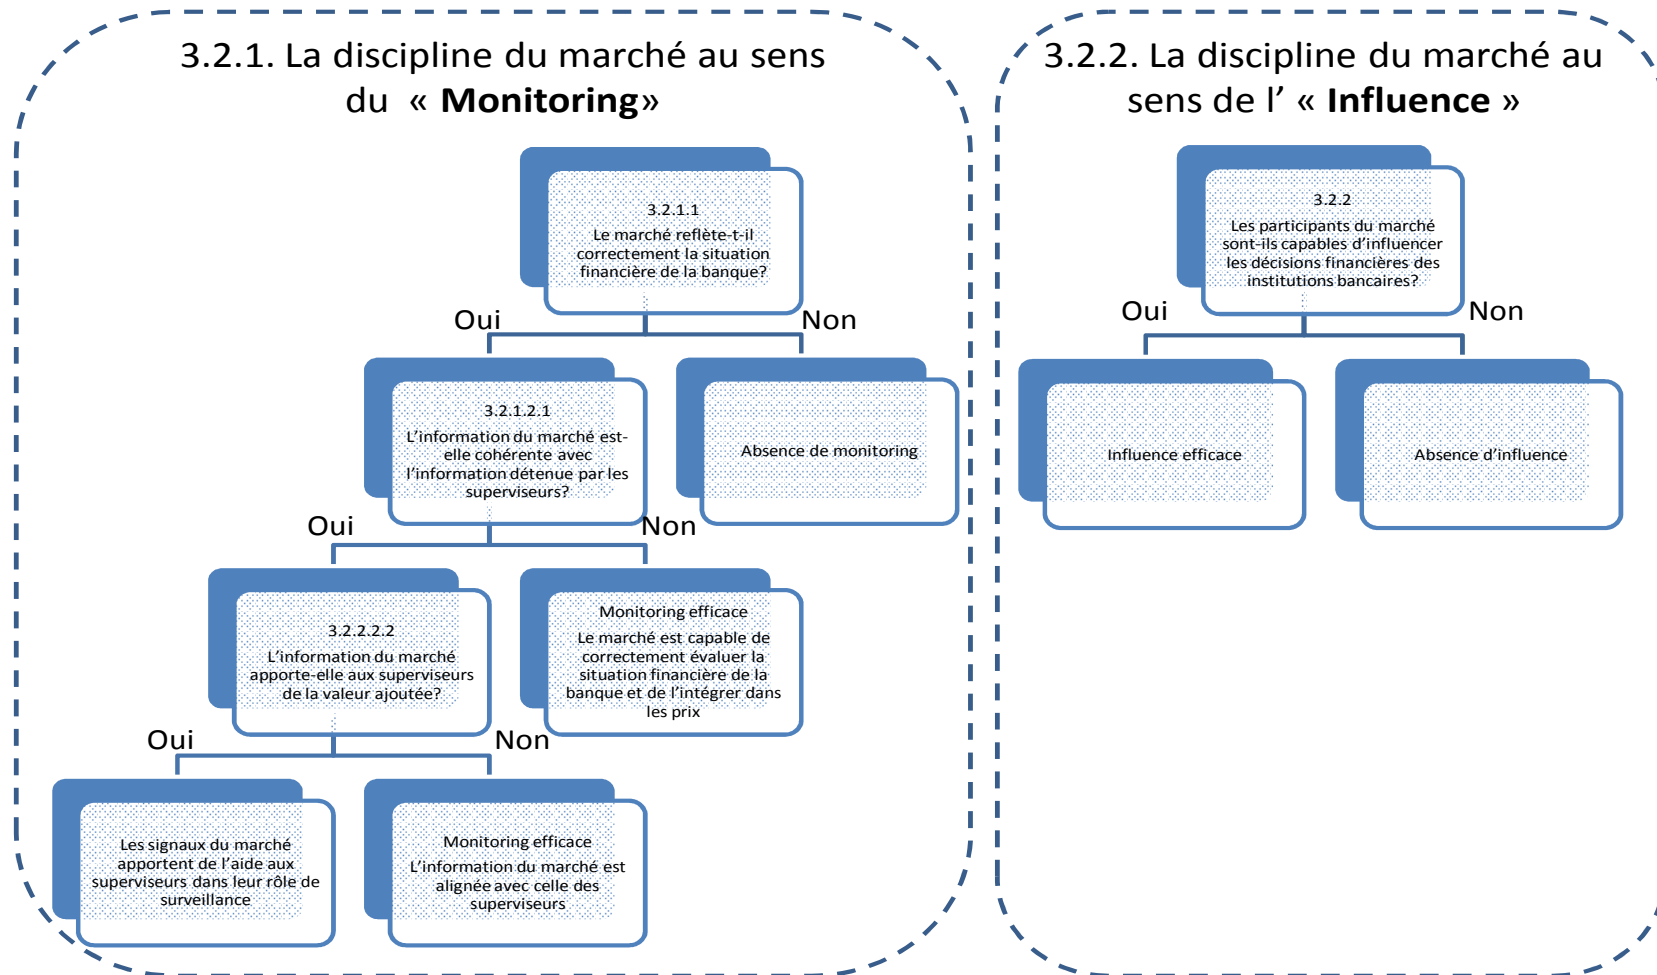 3.2.1. La discipline du marché au sens
du « Monitoring»
3.2.1.1
Le marché reflète-t-il
correctement la situation
financière de la banque?
Oui
Non
3.2.1.2.1
L'information du marché est-
elle cohérente avec
l'information détenue par les
superviseurs?
Absence de monitoring
Oui
Non
3.2.2.2.2
L'information du marché
apporte-elle aux superviseurs
de la valeur ajoutée?
Monitoring efficace
Le marché est capable de
correctement évaluer la
situation financière de la
banque et de l'intégrer dans
les prix
Oui
Non
Les signaux du marché
apportent de l'aide aux
superviseurs dans leur rôle de
surveillance
Monitoring efficace
L'information du marché est
alignée avec celle des
superviseurs
3.2.2. La discipline du marché au
sens de l' « Influence »
3.2.2
Les participants du marché
sont-ils capables d'influencer
les décisions financières des
institutions bancaires?
Oui
Non
Influence efficace
Absence d'influence